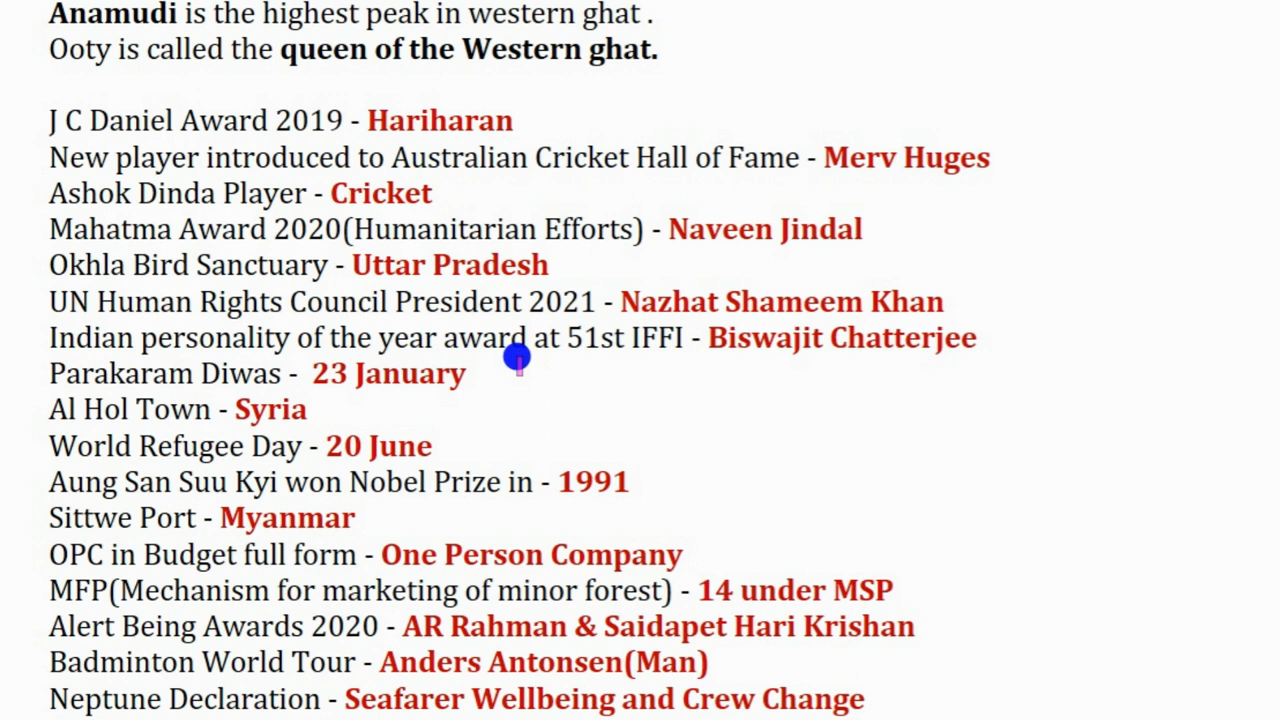 Anamudi is the highest peak in western ghat .
Ooty is called the queen of the Western ghat.
J C Daniel Award 2019 - Hariharan
New player introduced to Australian Cricket Hall of Fame - Merv Huges
Ashok Dinda Player - Cricket
Mahatma Award 2020(Humanitarian Efforts) - Naveen Jindal
Okhla Bird Sanctuary - Uttar Pradesh
UN Human Rights Council President 2021 - Nazhat Shameem Khan
Indian personality of the year award at 51st IFFI - Biswajit Chatterjee
Parakaram Diwas - 23 January
Al Hol Town - Syria
World Refugee Day - 20 June
Aung San Suu Kyi won Nobel Prize in - 1991
Sittwe Port - Myanmar
OPC in Budget full form - One Person Company
MFP(Mechanism for marketing of minor forest) - 14 under MSP
Alert Being Awards 2020 - AR Rahman & Saidapet Hari Krishan
Badminton World Tour - Anders Antonsen(Man)
Neptune Declaration - Seafarer Wellbeing and Crew Change